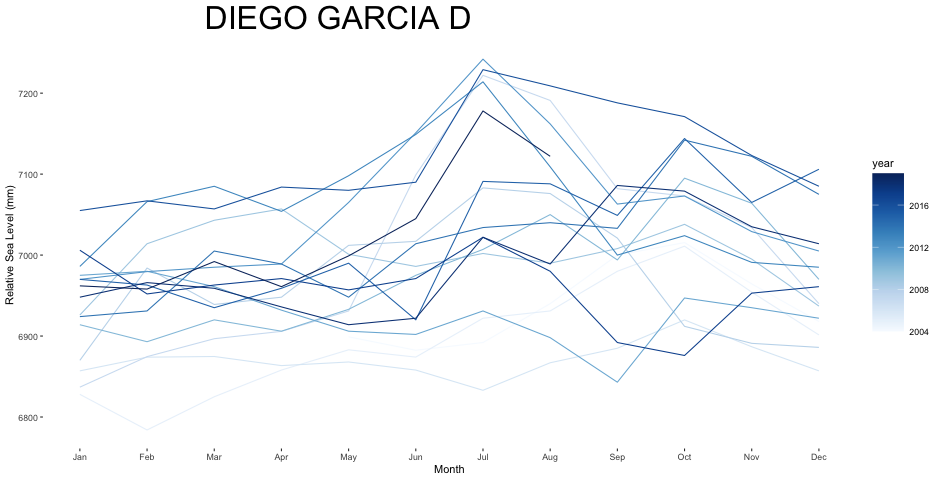 DIEGO GARCIA D
7200
7100
7000
6900
6800
Relative Sea Level (mm)
Jan Feb Mar Apr May Jun Jul Aug Sep Oct Nov Dec
Month
year
2016
2012
2008
2004